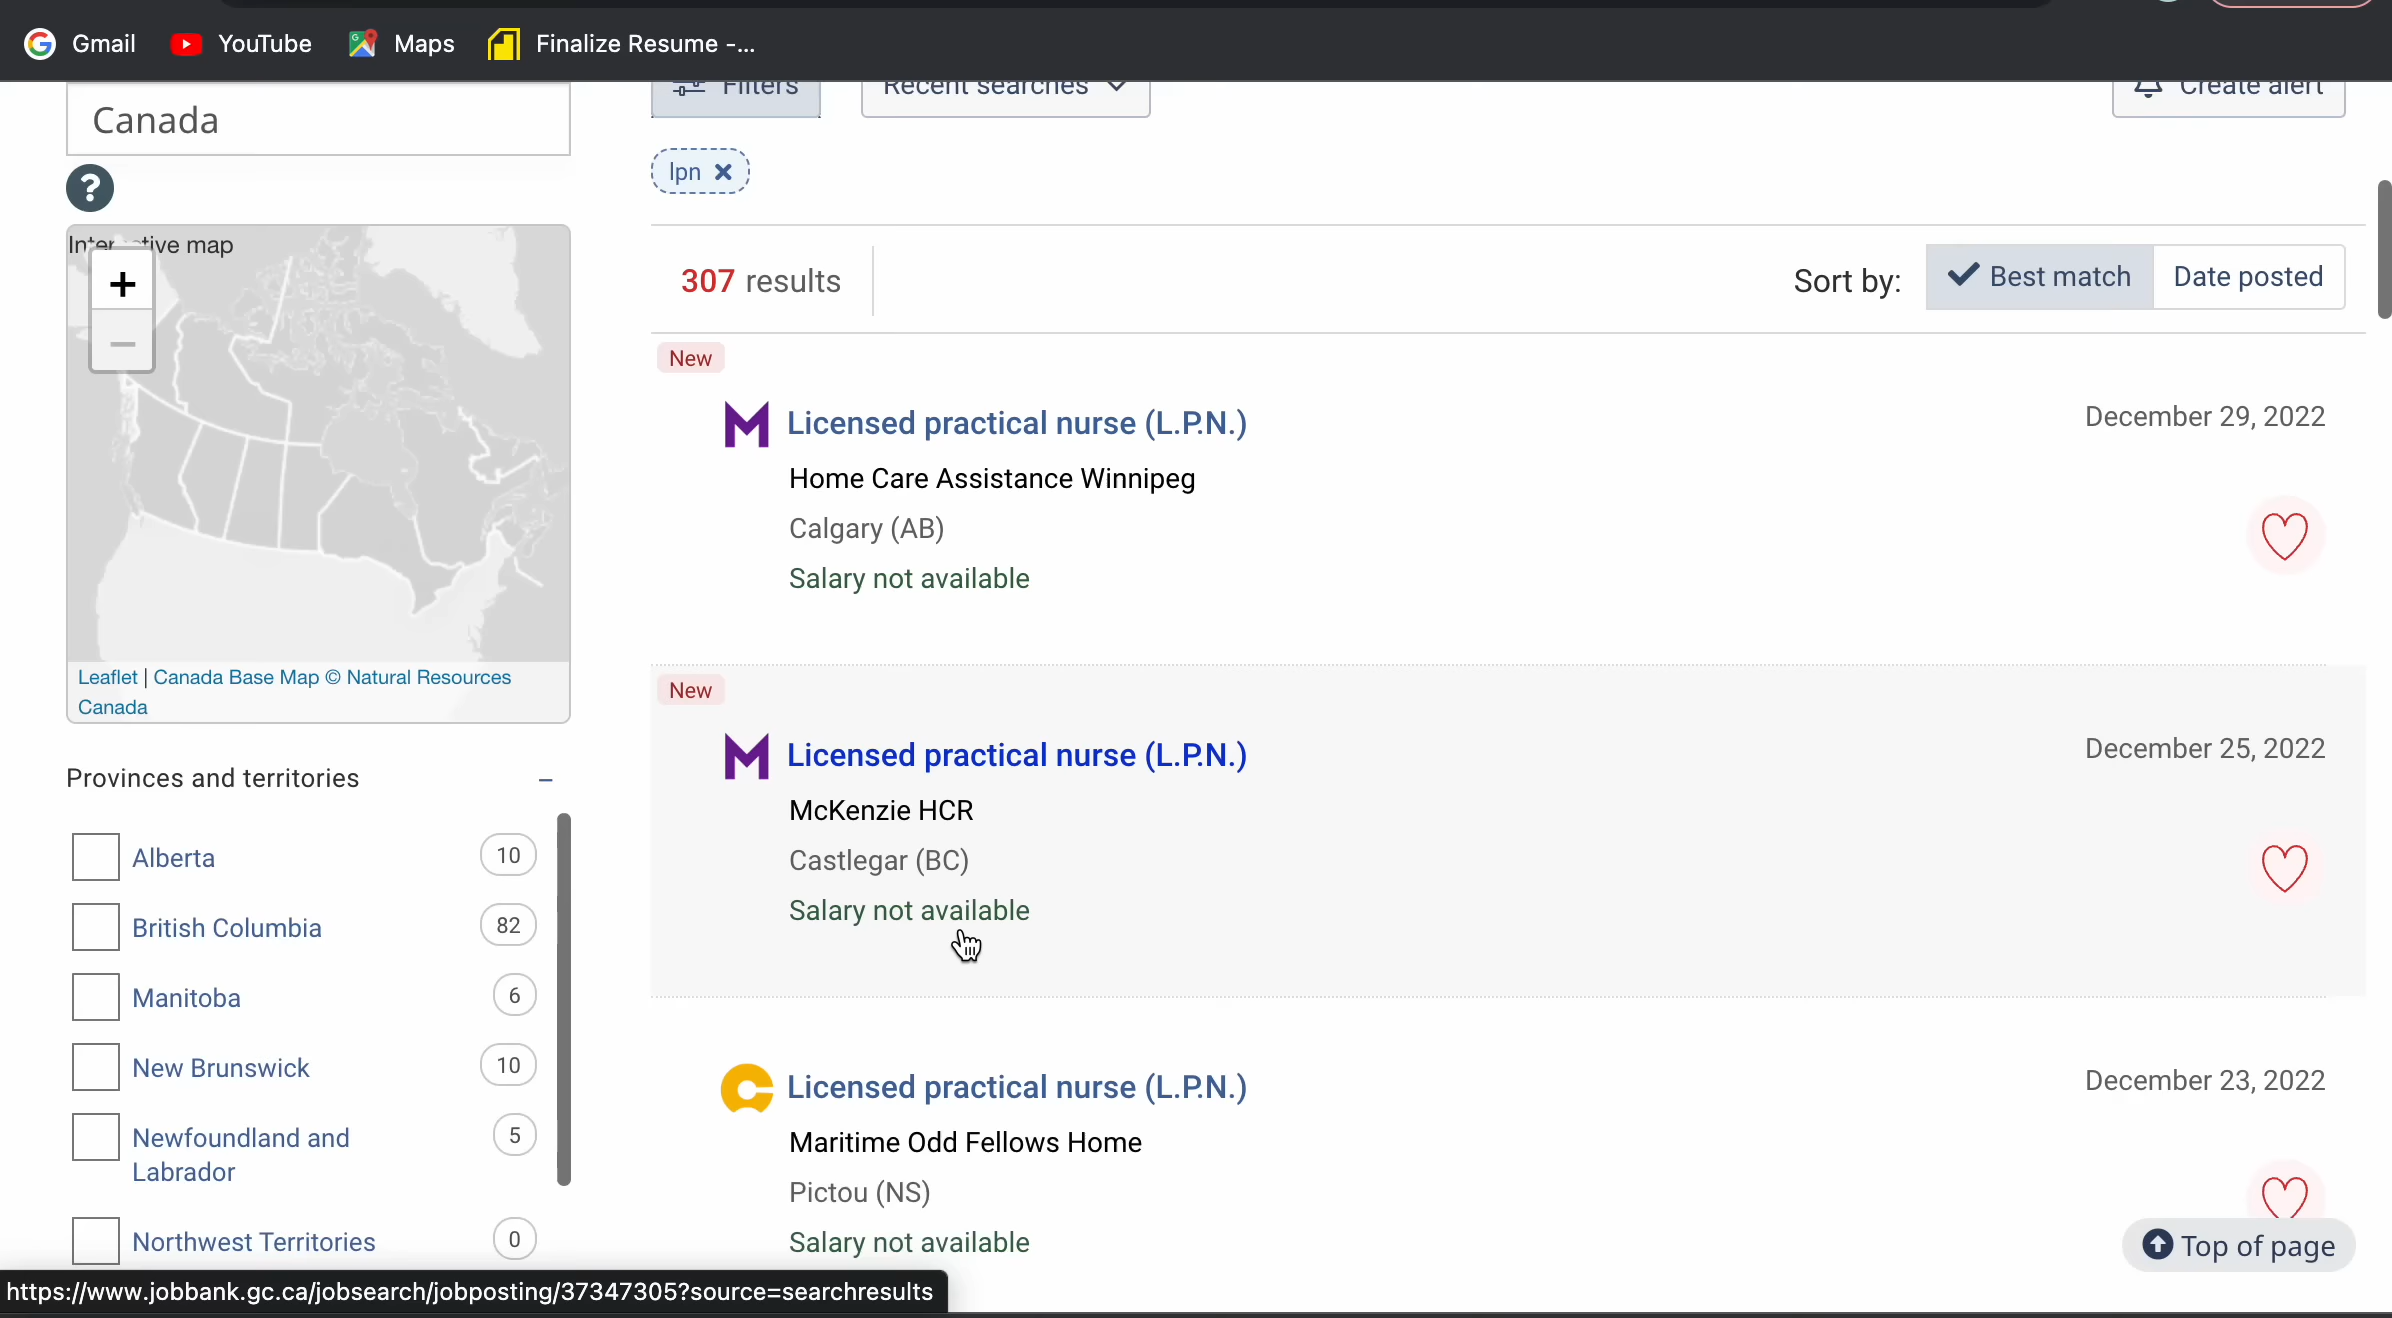 Gmail
YouTube
Maps
Finalize Resume -...
Canada
?
Interactive map
+
−
Leaflet | Canada Base Map © Natural Resources
Canada
Provinces and territories
−
Alberta 10
British Columbia 82
Manitoba 6
New Brunswick 10
Newfoundland and 5
Labrador
Northwest Territories 0
Filters
Recent searches
Create alert
lpn ×
307 results
Sort by:
Best match
Date posted
New
Licensed practical nurse (L.P.N.)
December 29, 2022
Home Care Assistance Winnipeg
Calgary (AB)
Salary not available
New
Licensed practical nurse (L.P.N.)
December 25, 2022
McKenzie HCR
Castlegar (BC)
Salary not available
Licensed practical nurse (L.P.N.)
December 23, 2022
Maritime Odd Fellows Home
Pictou (NS)
Salary not available
Top of page
https://www.jobbank.gc.ca/jobsearch/jobposting/37347305?source=searchresults